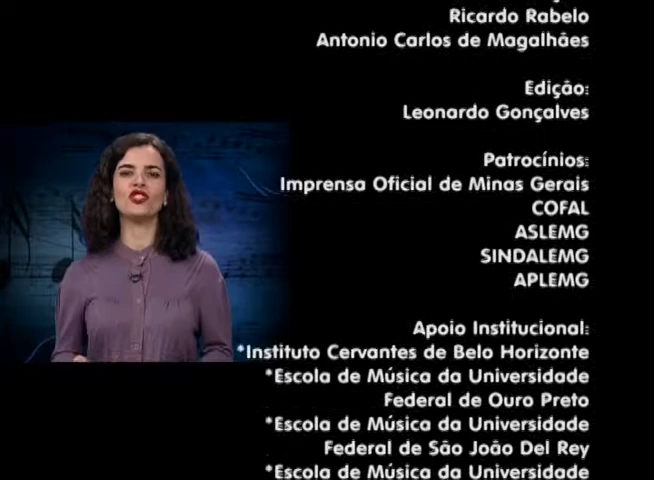 Ricardo Rabelo
Antonio Carlos de Magalhães
Edição:
Leonardo Gonçalves
Patrocínios:
Imprensa Oficial de Minas Gerais
COFAL
ASLEMG
SINDALEMG
APLEMG
Apoio Institucional:
*Instituto Cervantes de Belo Horizonte
*Escola de Música da Universidade
Federal de Ouro Preto
*Escola de Música da Universidade
Federal de São João Del Rey
*Escola de Música da Universidade